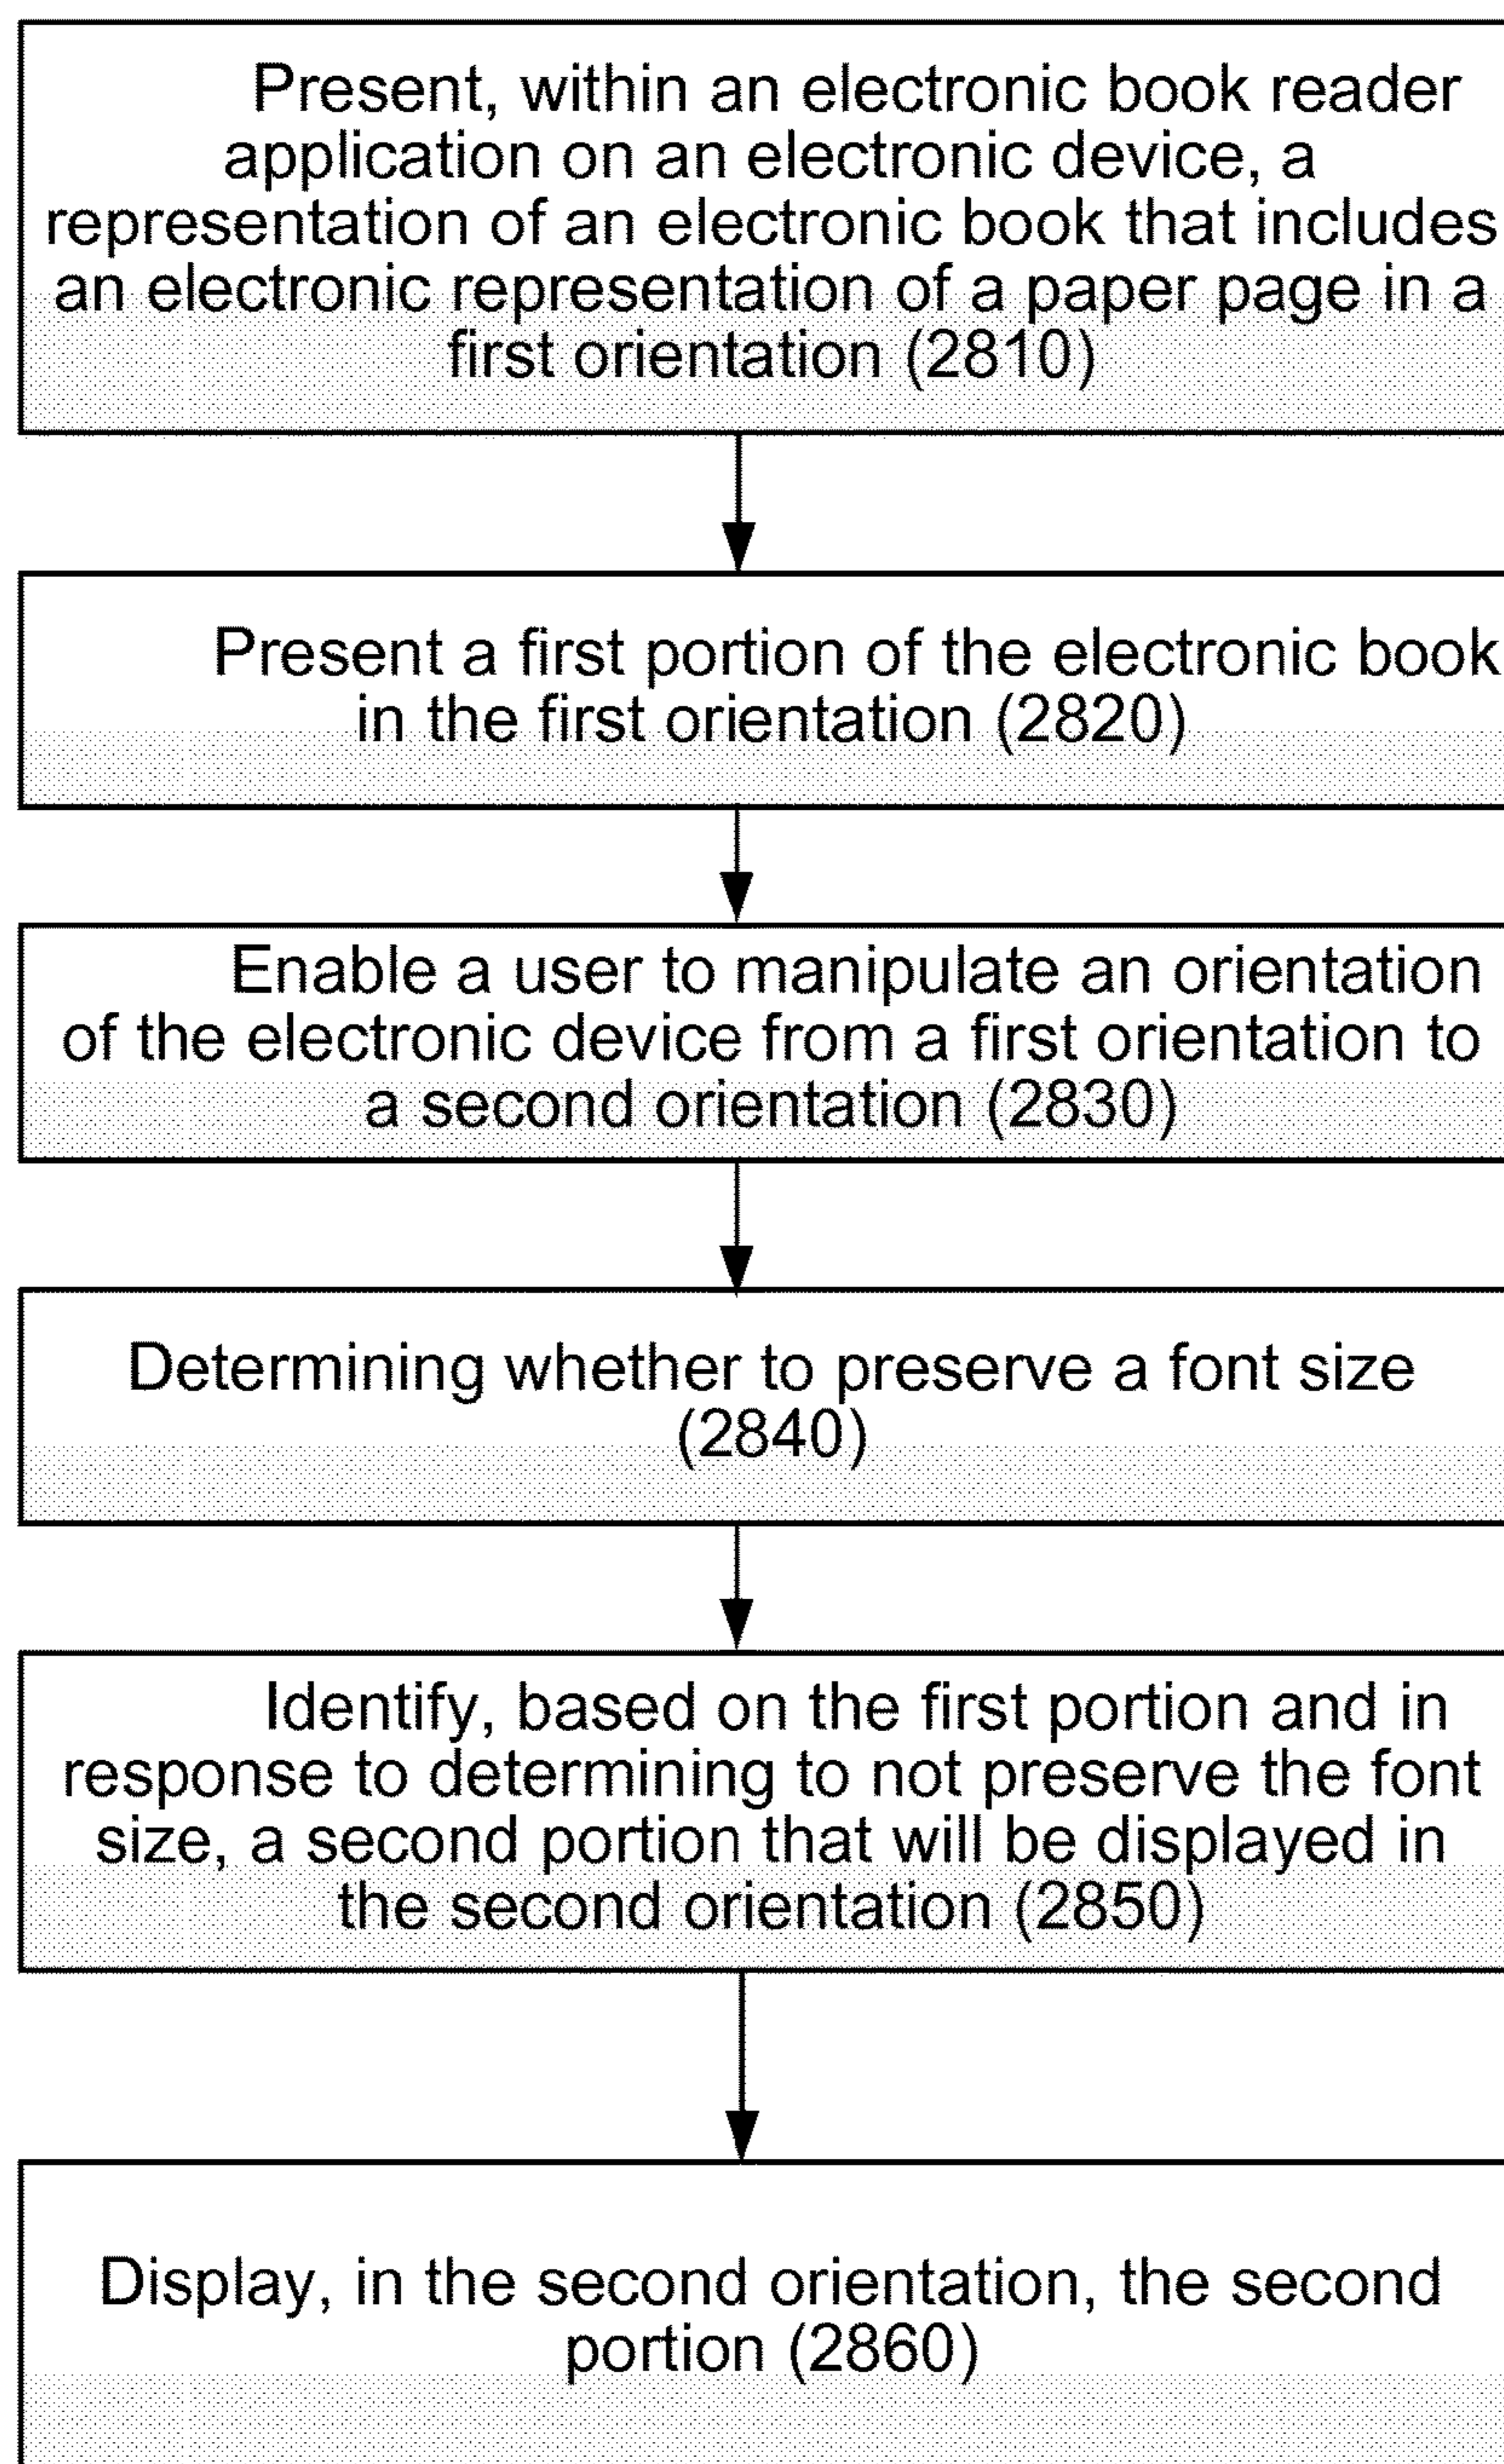 Present, within an electronic book reader
application on an electronic device, a
representation of an electronic book that includes
an electronic representation of a paper page in a
first orientation (2810)
Present a first portion of the electronic book
in the first orientation (2820)
Enable a user to manipulate an orientation
of the electronic device from a first orientation to
a second orientation (2830)
Determining whether to preserve a font size
(2840)
Identify, based on the first portion and in
response to determining to not preserve the font
size, a second portion that will be displayed in
the second orientation (2850)
Display, in the second orientation, the second
portion (2860)